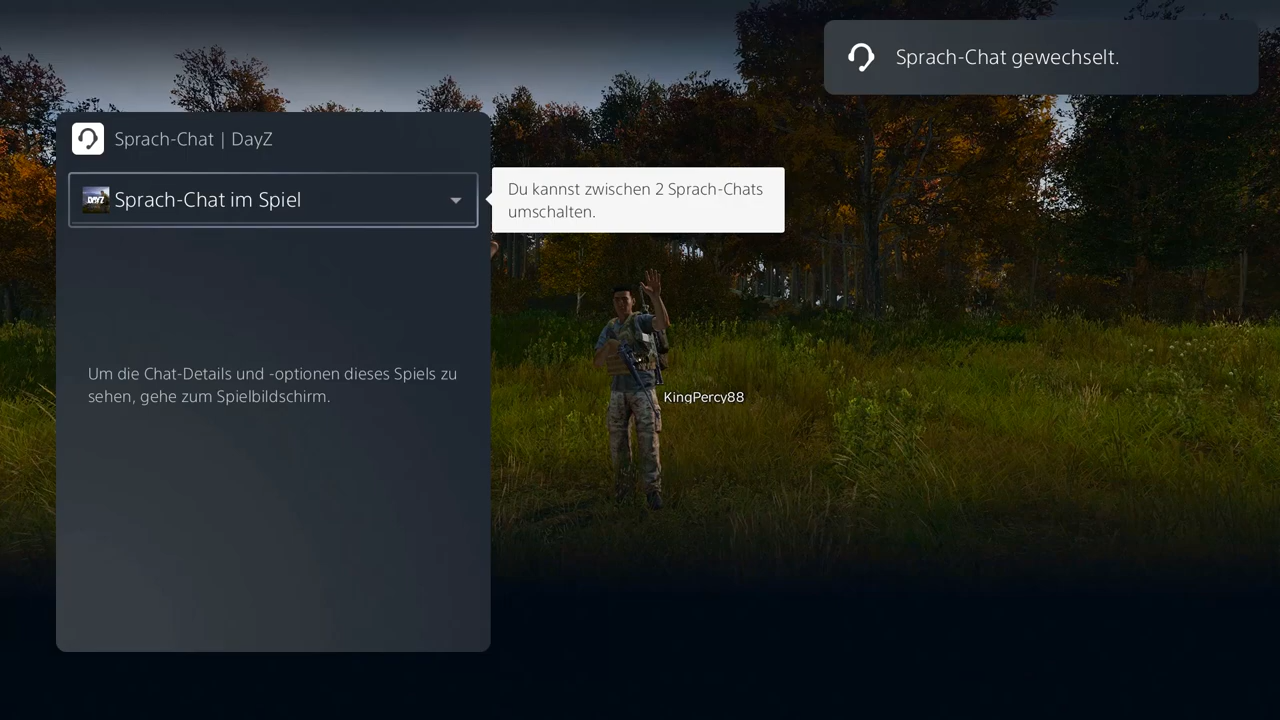 Sprach-Chat gewechselt.
Sprach-Chat | DayZ
DAYZ
Sprach-Chat im Spiel
Du kannst zwischen 2 Sprach-Chats
umschalten.
Um die Chat-Details und -optionen dieses Spiels zu
sehen, gehe zum Spielbildschirm.
KingPercy88